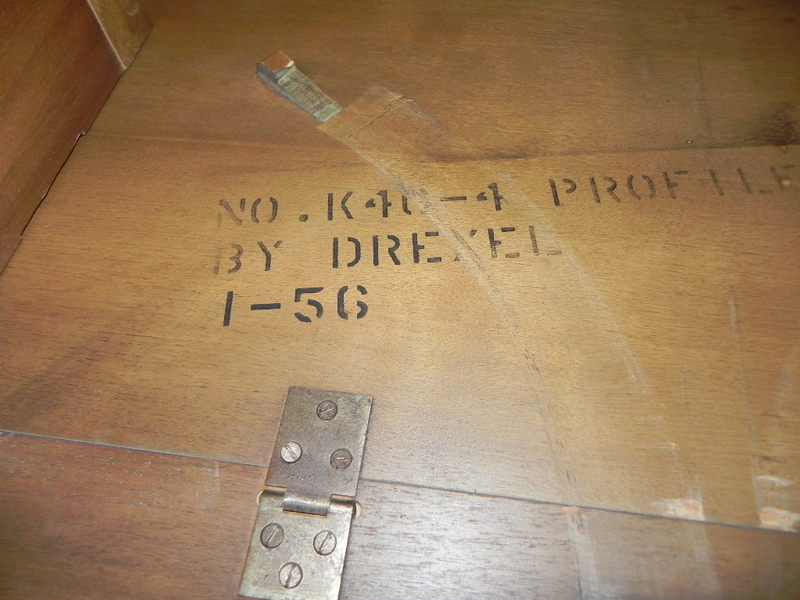 NO. K40-4 PROFILE
BY DREXEL
1-56